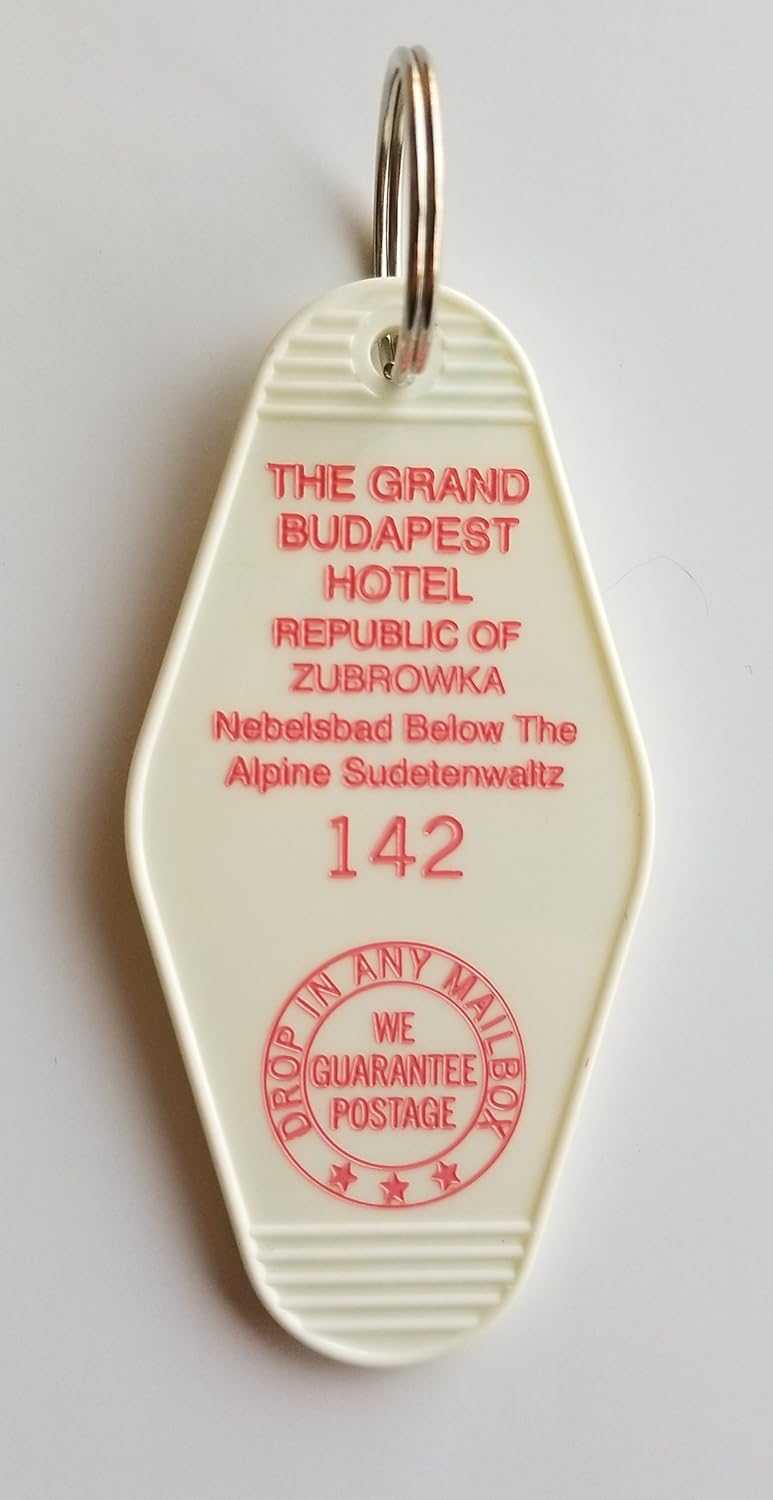 THE GRAND
BUDAPEST
HOTEL
REPUBLIC OF
ZUBROWKA
Nebelsbad Below The
Alpine Sudetenwaltz
142
DROP IN ANY MAILBOX
WE
GUARANTEE
POSTAGE